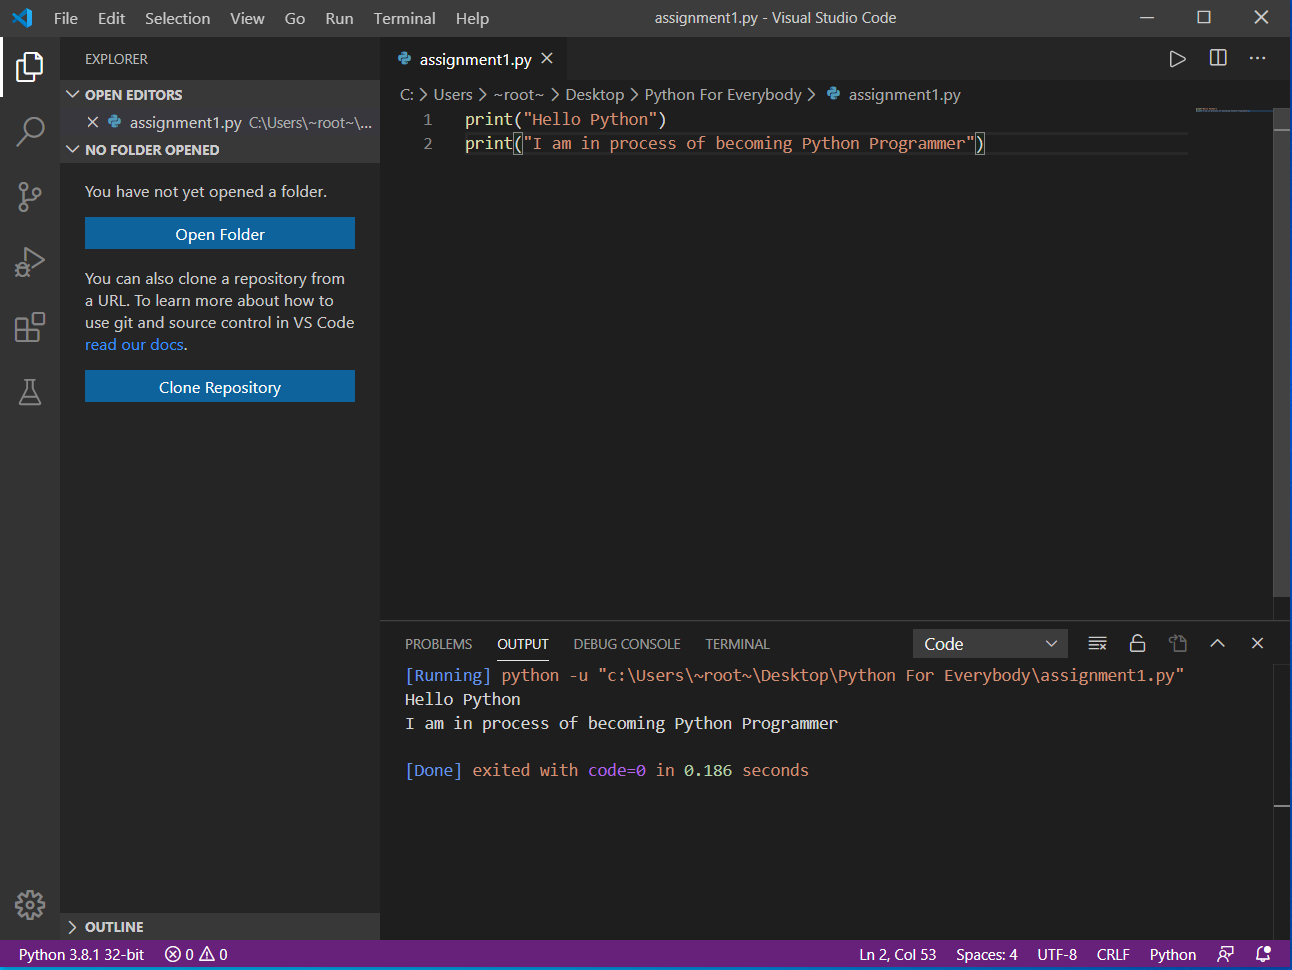 File Edit Selection View Go Run Terminal Help
assignment1.py - Visual Studio Code
EXPLORER
OPEN EDITORS
assignment1.py C:\Users\~root~\...
NO FOLDER OPENED
You have not yet opened a folder.
Open Folder
You can also clone a repository from
a URL. To learn more about how to
use git and source control in VS Code
read our docs.
Clone Repository
OUTLINE
assignment1.py
C: > Users > ~root~ > Desktop > Python For Everybody > assignment1.py
1 print("Hello Python")
2 print("I am in process of becoming Python Programmer")
PROBLEMS OUTPUT DEBUG CONSOLE TERMINAL
Code
[Running] python -u "c:\Users\~root~\Desktop\Python For Everybody\assignment1.py"
Hello Python
I am in process of becoming Python Programmer
[Done] exited with code=0 in 0.186 seconds
Python 3.8.1 32-bit 0 0
Ln 2, Col 53 Spaces: 4 UTF-8 CRLF Python